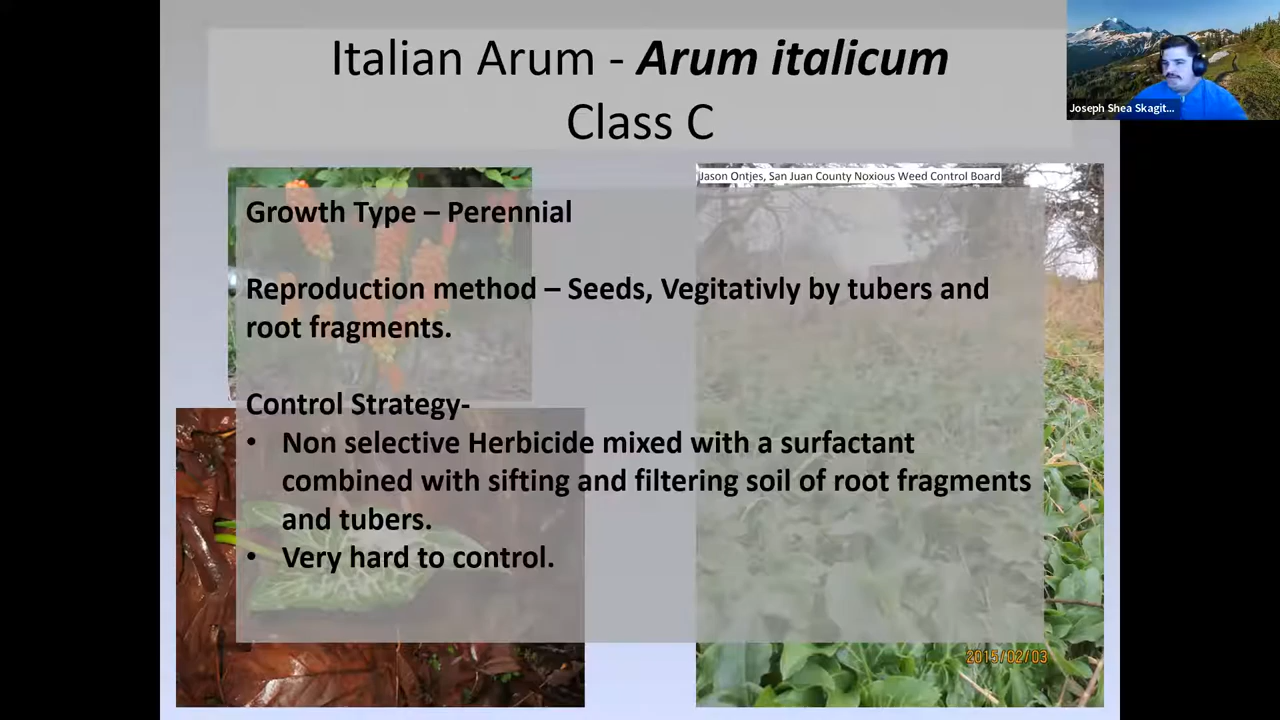 Italian Arum - Arum italicum
Class C
Joseph Shea Skagit...
Jason Ontjes, San Juan County Noxious Weed Control Board
Growth Type – Perennial
Reproduction method – Seeds, Vegitativly by tubers and
root fragments.
Control Strategy-
• Non selective Herbicide mixed with a surfactant
combined with sifting and filtering soil of root fragments
and tubers.
• Very hard to control.
2015/02/03